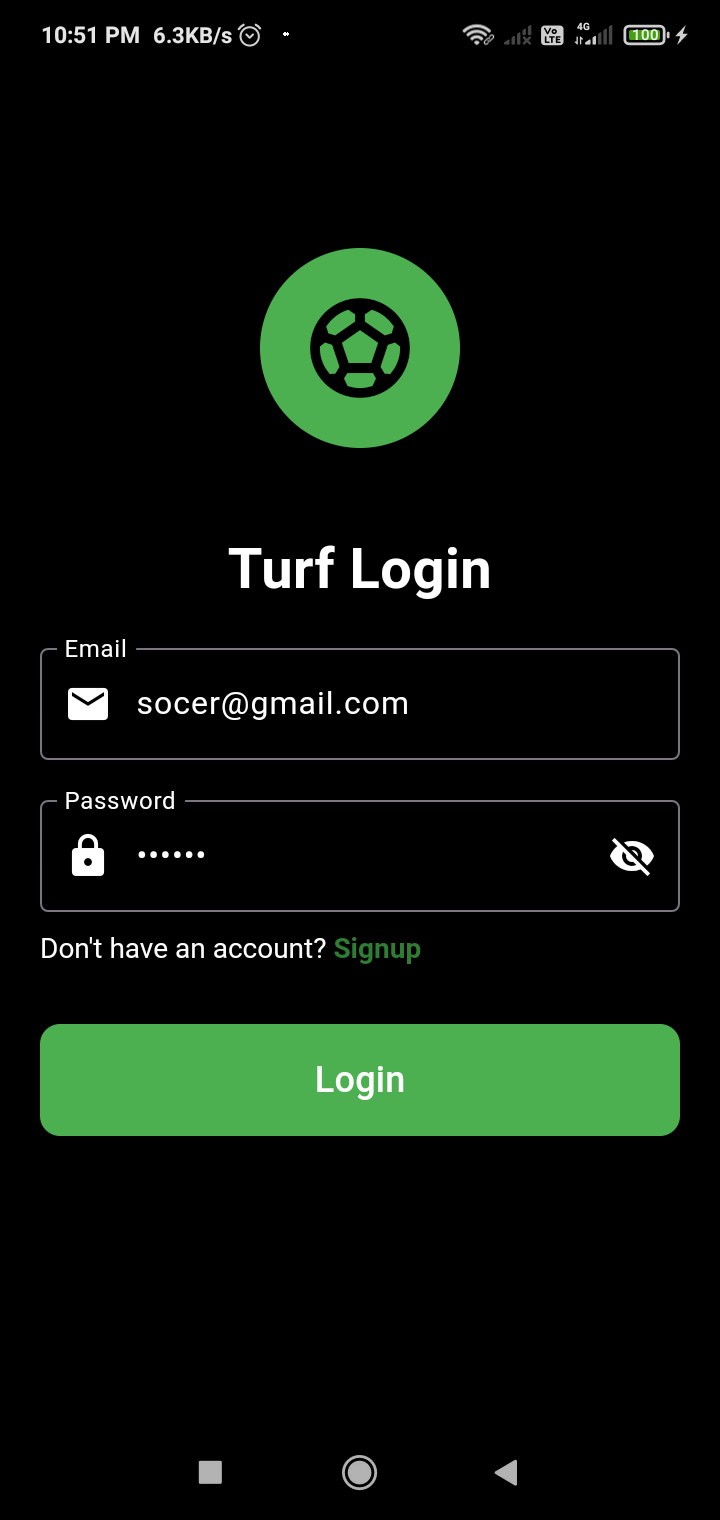 10:51 PM 6.3KB/s Vo LTE 4G 100
Turf Login
Email
socer@gmail.com
Password
••••••
Don't have an account? Signup
Login